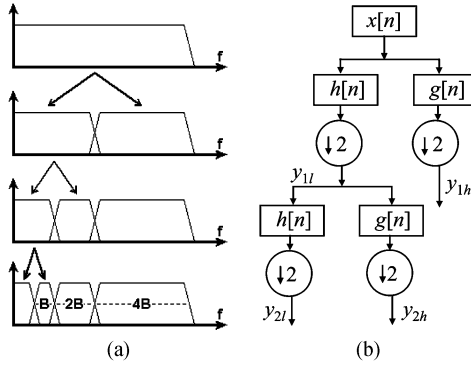 f
f
f
B 2B 4B f
(a)
x[n]
h[n] g[n]
↓2 ↓2
y1l y1h
h[n] g[n]
↓2 ↓2
y2l y2h
(b)